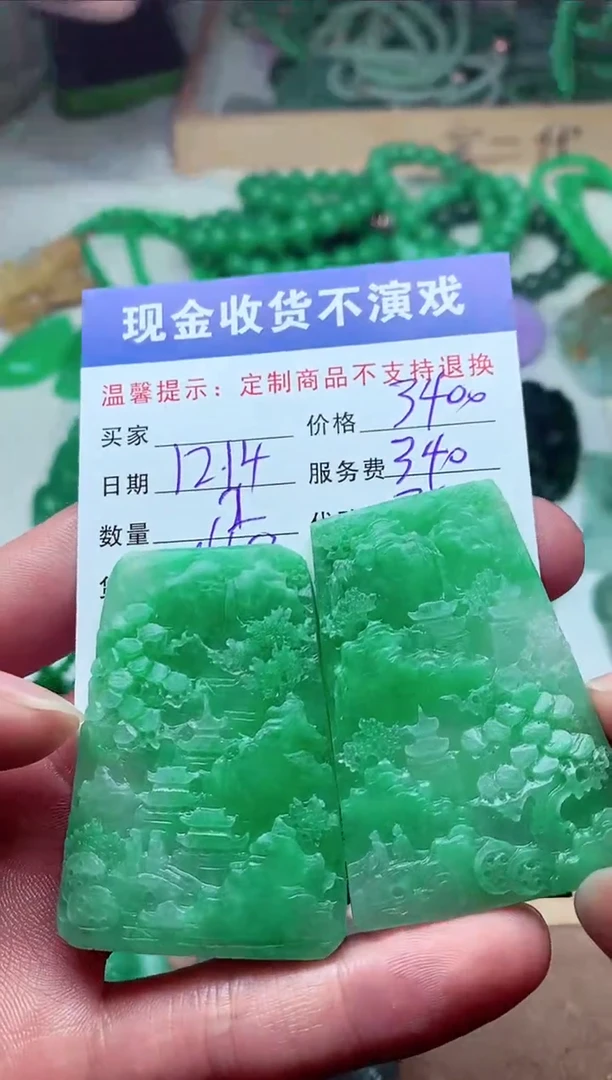 现金收货不演戏
温馨提示：定制商品不支持退换
买家 价格 3400
日期 12.14 服务费 340
数量